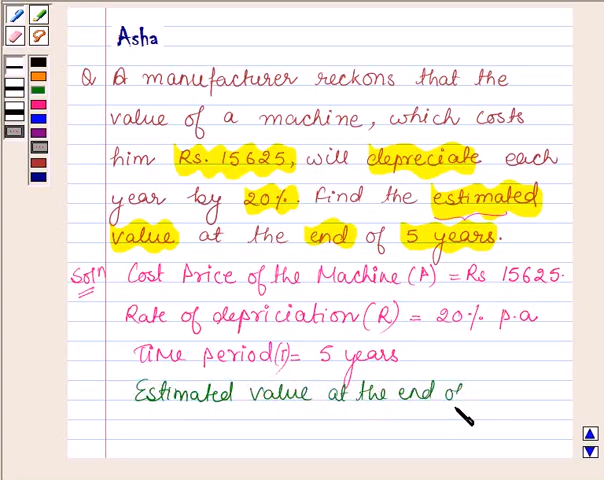 Asha
Q A manufacturer reckons that the
value of a machine, which costs
him Rs. 15625, will depreciate each
year by 20%. Find the estimated
value at the end of 5 years.
Soln Cost Price of the Machine (A) = Rs 15625.
Rate of depriciation (R) = 20% p.a
Time period (T) = 5 years
Estimated value at the end of